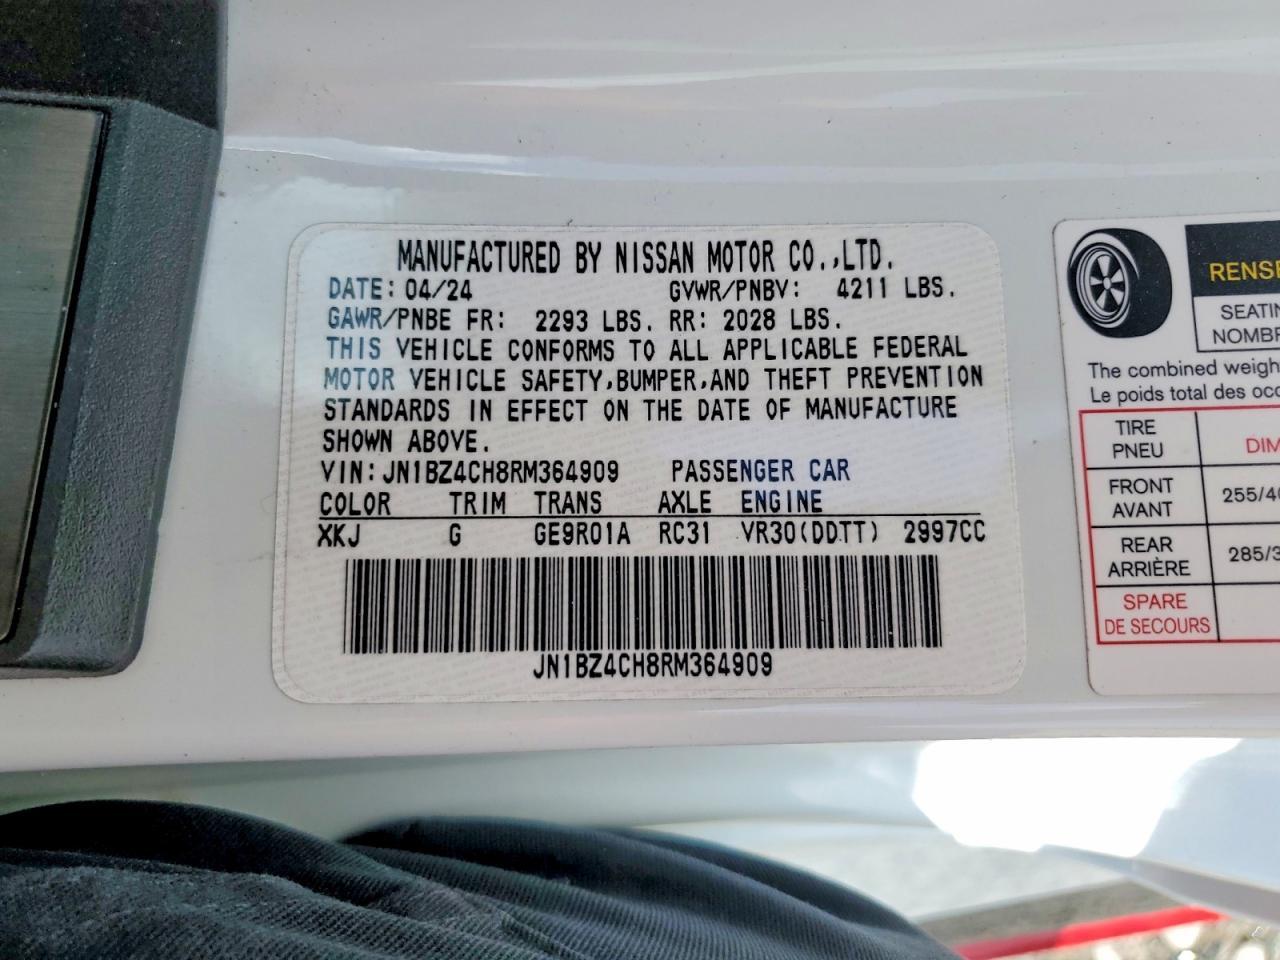 MANUFACTURED BY NISSAN MOTOR CO.,LTD.
DATE: 04/24 GVWR/PNBV: 4211 LBS.
GAWR/PNBE FR: 2293 LBS. RR: 2028 LBS.
THIS VEHICLE CONFORMS TO ALL APPLICABLE FEDERAL
MOTOR VEHICLE SAFETY,BUMPER,AND THEFT PREVENTION
STANDARDS IN EFFECT ON THE DATE OF MANUFACTURE
SHOWN ABOVE.
VIN: JN1BZ4CH8RM364909 PASSENGER CAR
COLOR TRIM TRANS AXLE ENGINE
XKJ G GE9R01A RC31 VR30(DDTT) 2997CC
JN1BZ4CH8RM364909
RENSE
SEATIN
NOMBR
The combined weigh
Le poids total des occ
TIRE
PNEU
DIM
FRONT
AVANT
255/40
REAR
ARRIÈRE
285/3
SPARE
DE SECOURS